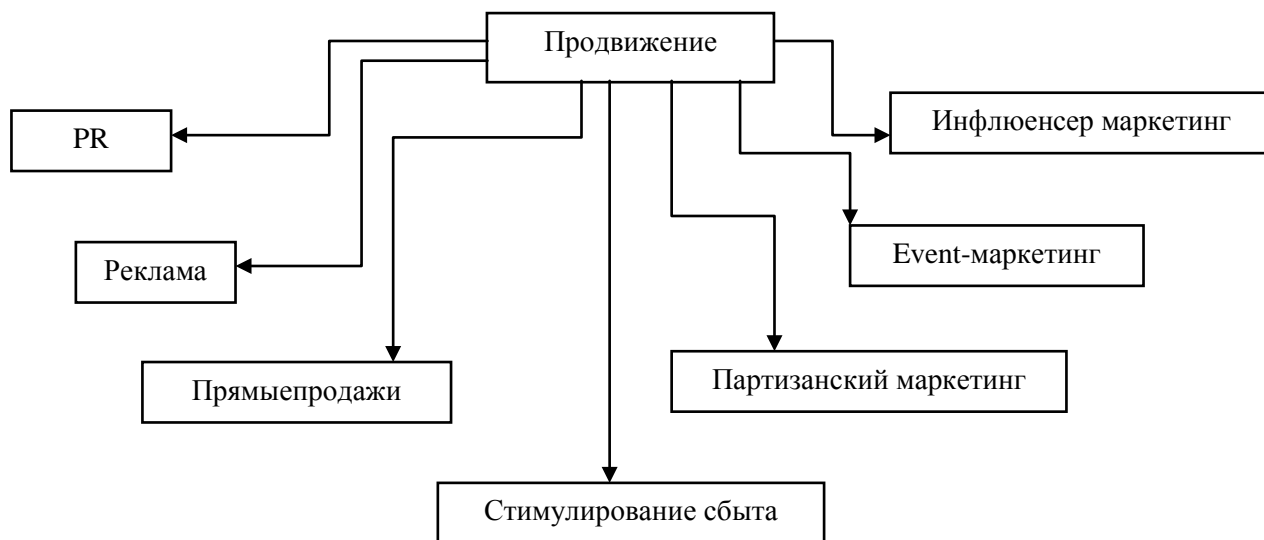 Продвижение
PR
Инфлюенсер маркетинг
Реклама
Event-маркетинг
Прямыепродажи
Партизанский маркетинг
Стимулирование сбыта